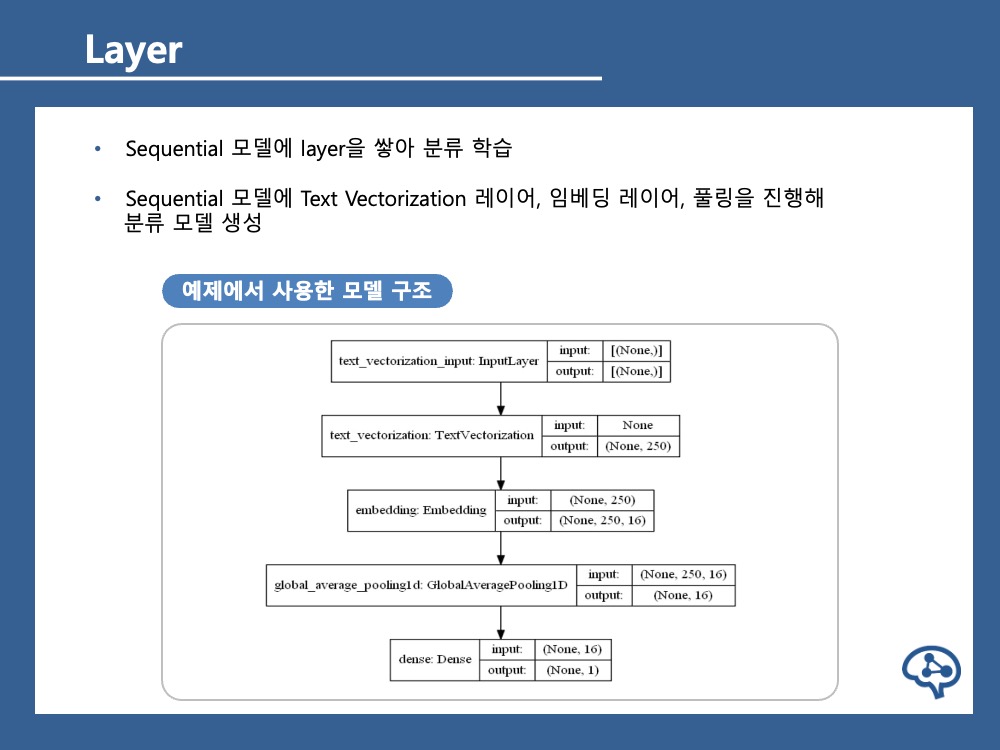 Layer
• Sequential 모델에 layer을 쌓아 분류 학습
• Sequential 모델에 Text Vectorization 레이어, 임베딩 레이어, 풀링을 진행해
분류 모델 생성
예제에서 사용한 모델 구조
text_vectorization_input: InputLayer input: [(None,)]
output: [(None,)]
text_vectorization: TextVectorization input: None
output: (None, 250)
embedding: Embedding input: (None, 250)
output: (None, 250, 16)
global_average_pooling1d: GlobalAveragePooling1D input: (None, 250, 16)
output: (None, 16)
dense: Dense input: (None, 16)
output: (None, 1)